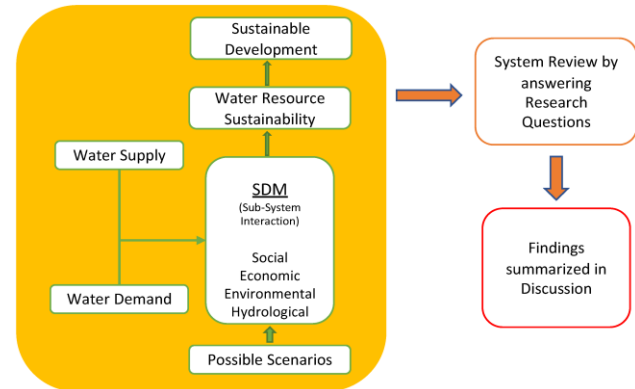 Sustainable
Development
Water Resource
Sustainability
Water Supply
SDM
(Sub-System
Interaction)
Social
Economic
Environmental
Hydrological
Water Demand
Possible Scenarios
System Review by
answering
Research
Questions
Findings
summarized in
Discussion